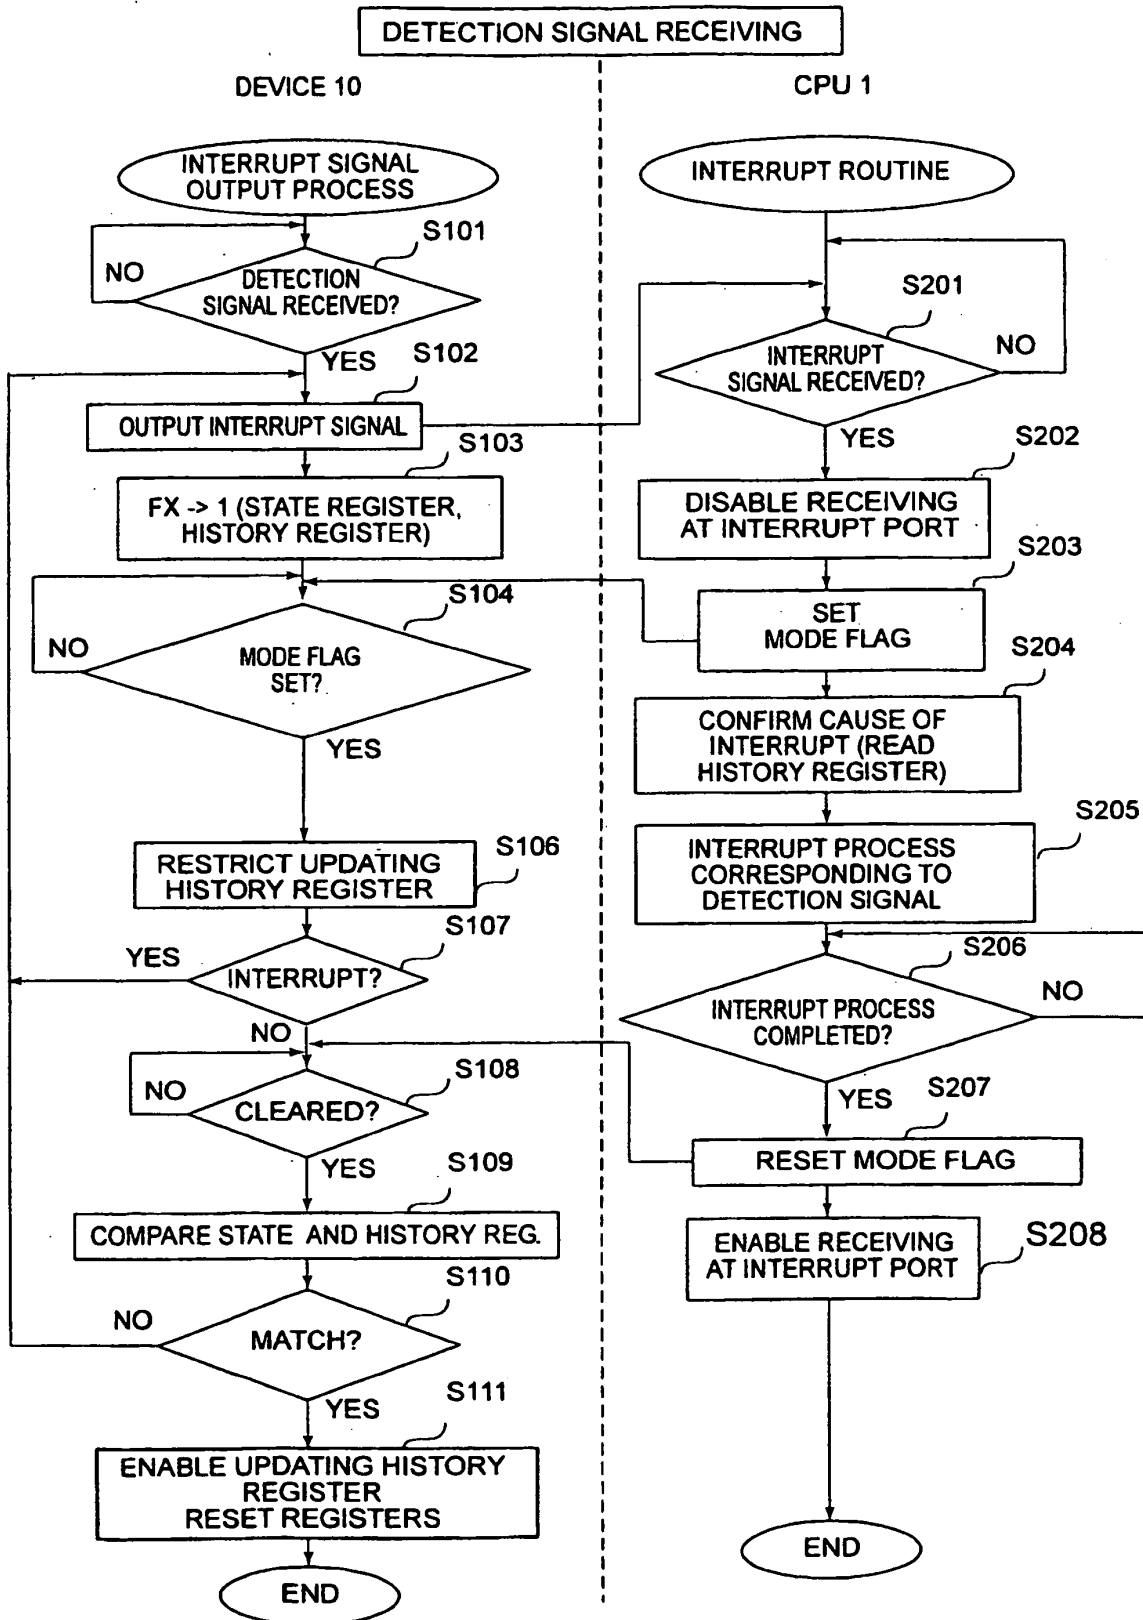 DETECTION SIGNAL RECEIVING
DEVICE 10
INTERRUPT SIGNAL
OUTPUT PROCESS
S101
DETECTION
SIGNAL RECEIVED?
NO
YES
S102
OUTPUT INTERRUPT SIGNAL
S103
FX -> 1 (STATE REGISTER,
HISTORY REGISTER)
S104
MODE FLAG
SET?
NO
YES
S106
RESTRICT UPDATING
HISTORY REGISTER
S107
YES
INTERRUPT?
NO
S108
NO
CLEARED?
YES
S109
COMPARE STATE AND HISTORY REG.
S110
NO
MATCH?
YES
S111
ENABLE UPDATING HISTORY
REGISTER
RESET REGISTERS
END
CPU 1
INTERRUPT ROUTINE
S201
INTERRUPT
SIGNAL RECEIVED?
NO
YES
S202
DISABLE RECEIVING
AT INTERRUPT PORT
S203
SET
MODE FLAG
S204
CONFIRM CAUSE OF
INTERRUPT (READ
HISTORY REGISTER)
S205
INTERRUPT PROCESS
CORRESPONDING TO
DETECTION SIGNAL
S206
INTERRUPT PROCESS
COMPLETED?
NO
YES
S207
RESET MODE FLAG
S208
ENABLE RECEIVING
AT INTERRUPT PORT
END